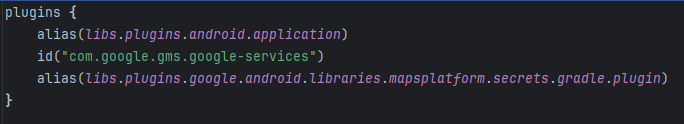 plugins {
    alias(libs.plugins.android.application)
    id("com.google.gms.google-services")
    alias(libs.plugins.google.android.libraries.mapsplatform.secrets.gradle.plugin)
}